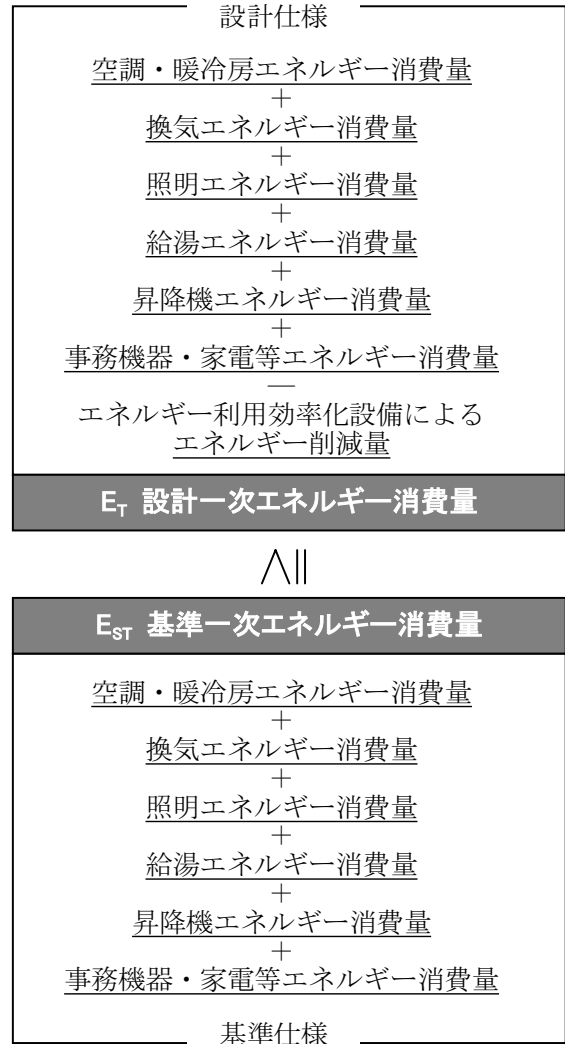 設計仕様
空調・暖冷房エネルギー消費量
＋
換気エネルギー消費量
＋
照明エネルギー消費量
＋
給湯エネルギー消費量
＋
昇降機エネルギー消費量
＋
事務機器・家電等エネルギー消費量
―
エネルギー利用効率化設備による
エネルギー削減量
E_T 設計一次エネルギー消費量
≦
E_ST 基準一次エネルギー消費量
空調・暖冷房エネルギー消費量
＋
換気エネルギー消費量
＋
照明エネルギー消費量
＋
給湯エネルギー消費量
＋
昇降機エネルギー消費量
＋
事務機器・家電等エネルギー消費量
基準仕様